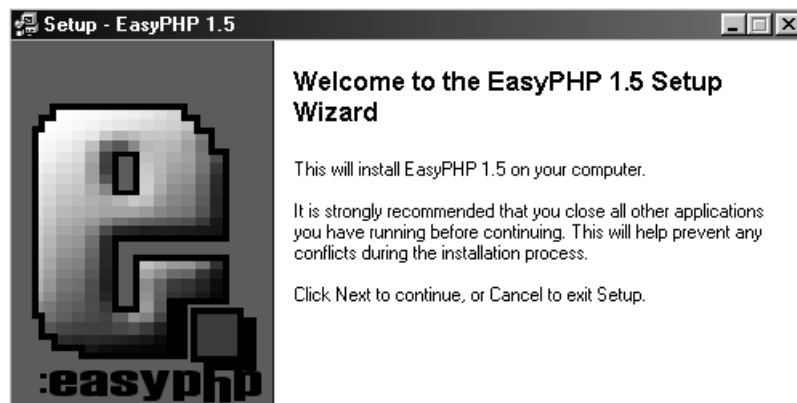 Setup - EasyPHP 1.5
Welcome to the EasyPHP 1.5 Setup
Wizard
This will install EasyPHP 1.5 on your computer.
It is strongly recommended that you close all other applications
you have running before continuing. This will help prevent any
conflicts during the installation process.
Click Next to continue, or Cancel to exit Setup.
e
:easyphp